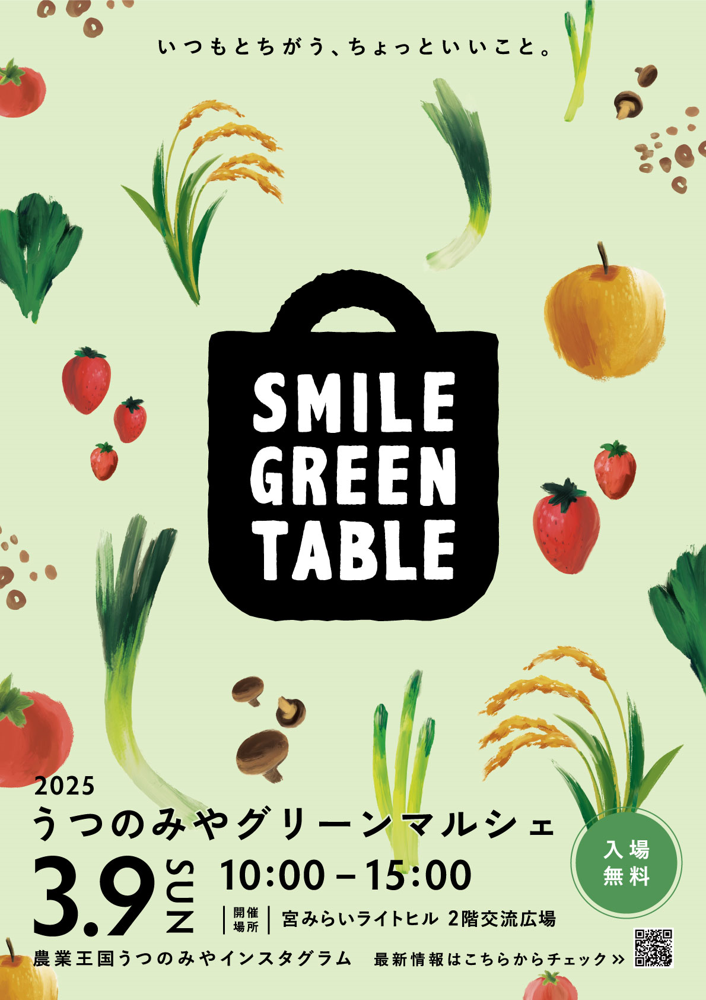 いつもとちがう、ちょっといいこと。
SMILE
GREEN
TABLE
2025
うつのみやグリーンマルシェ
3.9 SUN
10:00–15:00
開催
場所
宮みらいライトヒル 2階交流広場
入場
無料
農業王国うつのみやインスタグラム 最新情報はこちらからチェック››